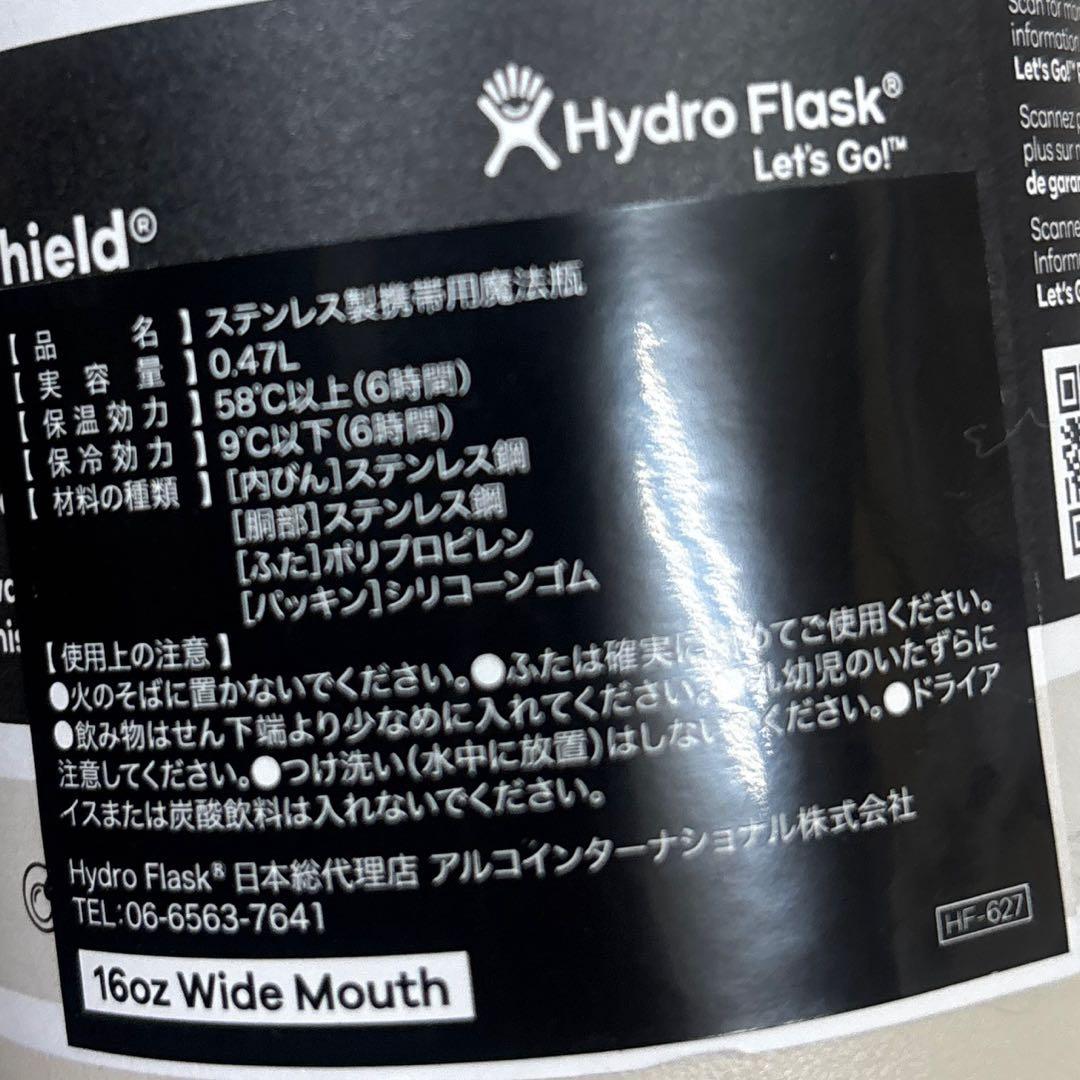 Hydro Flask®
Let's Go!™
hield®
【品名】ステンレス製携帯用魔法瓶
【実容量】0.47L
【保温効力】58℃以上(6時間)
【保冷効力】9℃以下(6時間)
【材料の種類】[内びん]ステンレス鋼
[胴部]ステンレス鋼
[ふた]ポリプロピレン
[パッキン]シリコーンゴム
【使用上の注意】
●火のそばに置かないでください。●ふたは確実に めてご使用ください。
●飲み物はせん下端より少なめに入れてください。●乳幼児のいたずらに
注意してください。●つけ洗い(水中に放置)はしない ください。●ドライア
イスまたは炭酸飲料は入れないでください。
Hydro Flask® 日本総代理店 アルコインターナショナル株式会社
TEL:06-6563-7641
HF-627
16oz Wide Mouth
Scan for
information
Let's Go!™
Scannez
plus sur
de
Let's